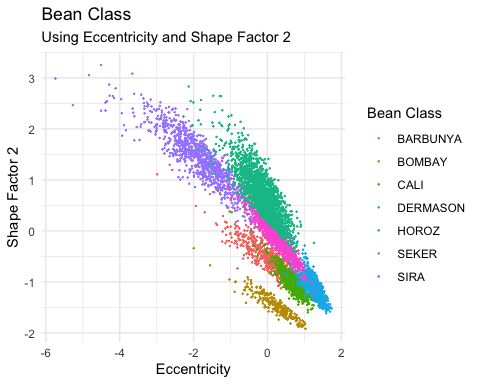 Bean Class
Using Eccentricity and Shape Factor 2
3
2
1
0
-1
-2
Shape Factor 2
-6
-4
-2
0
2
Eccentricity
Bean Class
BARBUNYA
BOMBAY
CALI
DERMASON
HOROZ
SEKER
SIRA